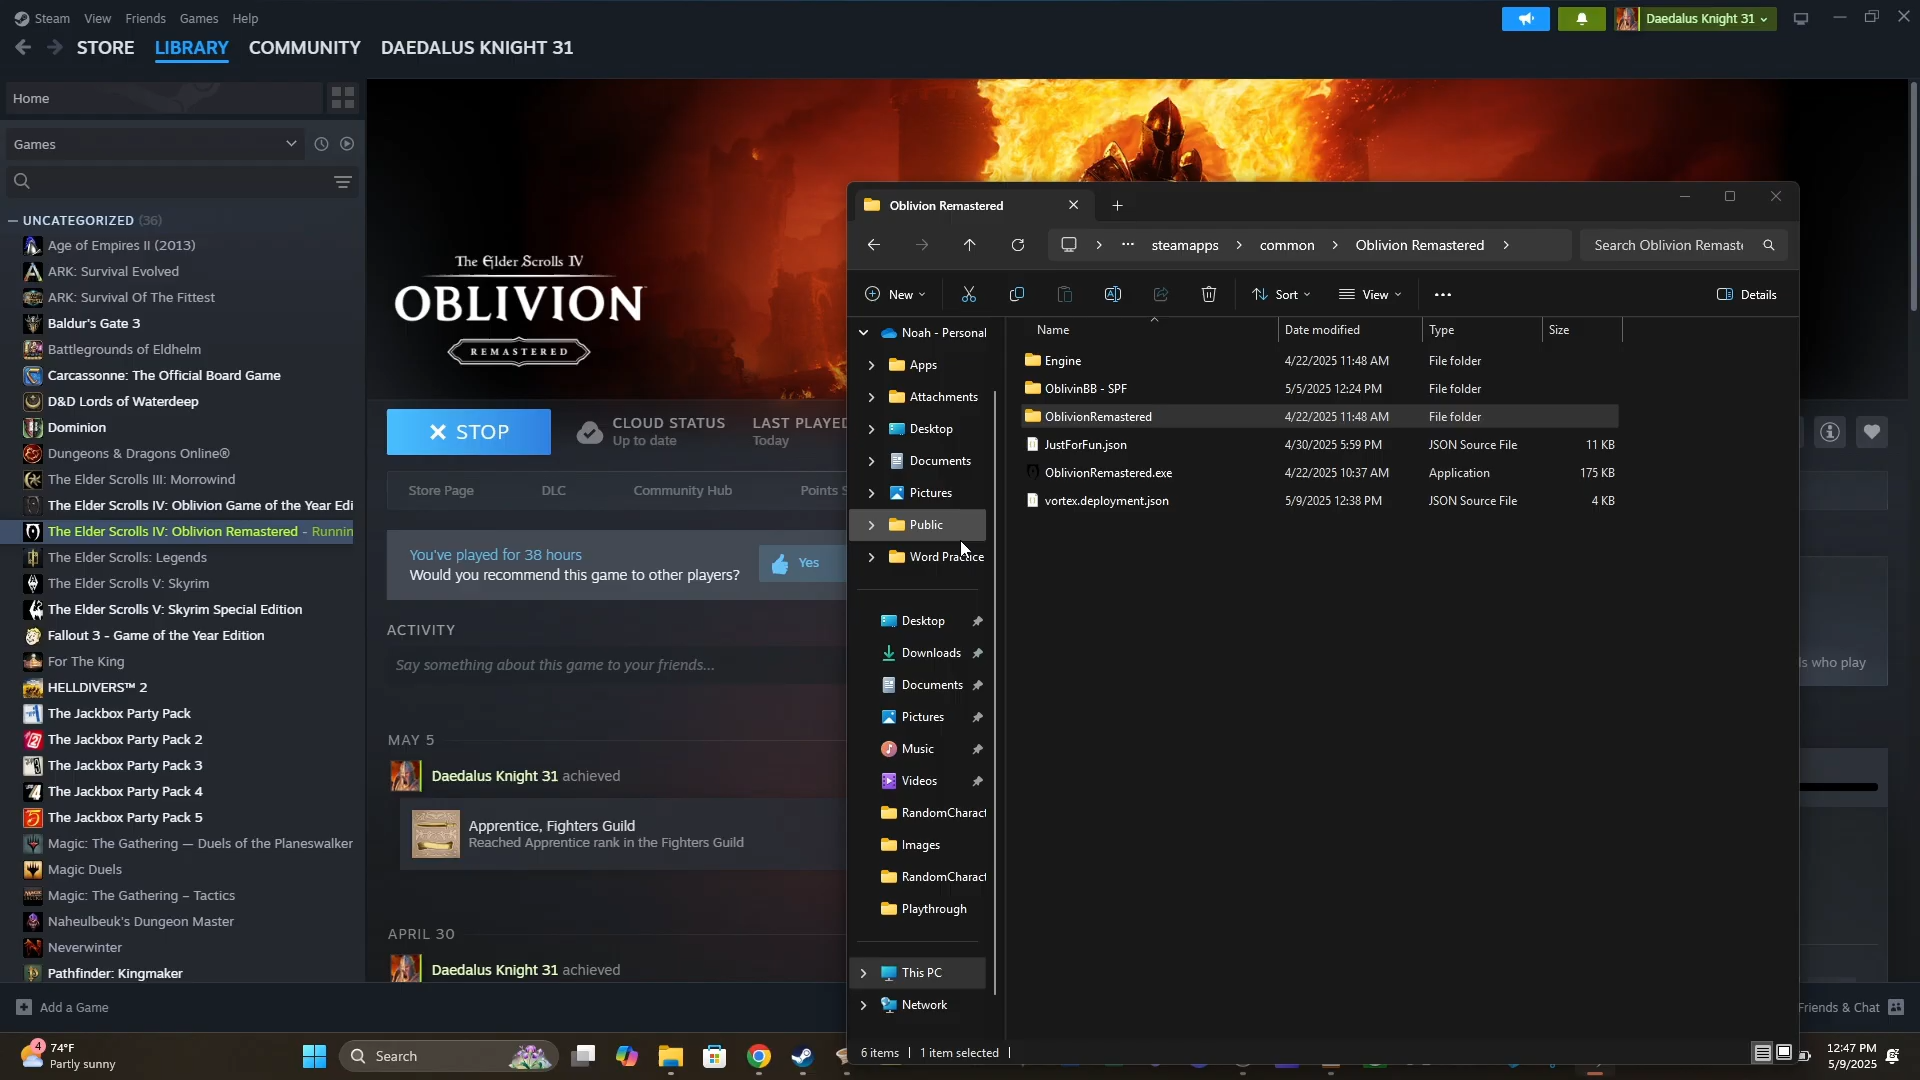 Steam View Friends Games Help
Daedalus Knight 31
STORE LIBRARY COMMUNITY DAEDALUS KNIGHT 31
Home
Games
UNCATEGORIZED (36)
Age of Empires II (2013)
ARK: Survival Evolved
ARK: Survival Of The Fittest
Baldur's Gate 3
Battlegrounds of Eldhelm
Carcassonne: The Official Board Game
D&D Lords of Waterdeep
Dominion
Dungeons & Dragons Online®
The Elder Scrolls III: Morrowind
The Elder Scrolls IV: Oblivion Game of the Year Edi
The Elder Scrolls IV: Oblivion Remastered - Runnin
The Elder Scrolls: Legends
The Elder Scrolls V: Skyrim
The Elder Scrolls V: Skyrim Special Edition
Fallout 3 - Game of the Year Edition
For The King
HELLDIVERS™ 2
The Jackbox Party Pack
The Jackbox Party Pack 2
The Jackbox Party Pack 3
The Jackbox Party Pack 4
The Jackbox Party Pack 5
Magic: The Gathering — Duels of the Planeswalker
Magic Duels
Magic: The Gathering – Tactics
Naheulbeuk's Dungeon Master
Neverwinter
Pathfinder: Kingmaker
Add a Game
The Elder Scrolls IV
OBLIVION
REMASTERED
STOP
CLOUD STATUS
Up to date
LAST PLAYED
Today
Store Page DLC Community Hub Points S
You've played for 38 hours
Would you recommend this game to other players?
Yes
ACTIVITY
Say something about this game to your friends...
MAY 5
Daedalus Knight 31 achieved
Apprentice, Fighters Guild
Reached Apprentice rank in the Fighters Guild
APRIL 30
Daedalus Knight 31 achieved
Oblivion Remastered
steamapps > common > Oblivion Remastered >
Search Oblivion Remaste
New Sort View Details
Noah - Personal
Apps
Attachments
Desktop
Documents
Pictures
Public
Word Practice
Desktop
Downloads
Documents
Pictures
Music
Videos
RandomCharact
Images
RandomCharact
Playthrough
This PC
Network
Name Date modified Type Size
Engine 4/22/2025 11:48 AM File folder
OblivinBB - SPF 5/5/2025 12:24 PM File folder
OblivionRemastered 4/22/2025 11:48 AM File folder
JustForFun.json 4/30/2025 5:59 PM JSON Source File 11 KB
OblivionRemastered.exe 4/22/2025 10:37 AM Application 175 KB
vortex.deployment.json 5/9/2025 12:38 PM JSON Source File 4 KB
6 items 1 item selected
ls who play
Friends & Chat
4
74°F
Partly sunny
Search
12:47 PM
5/9/2025